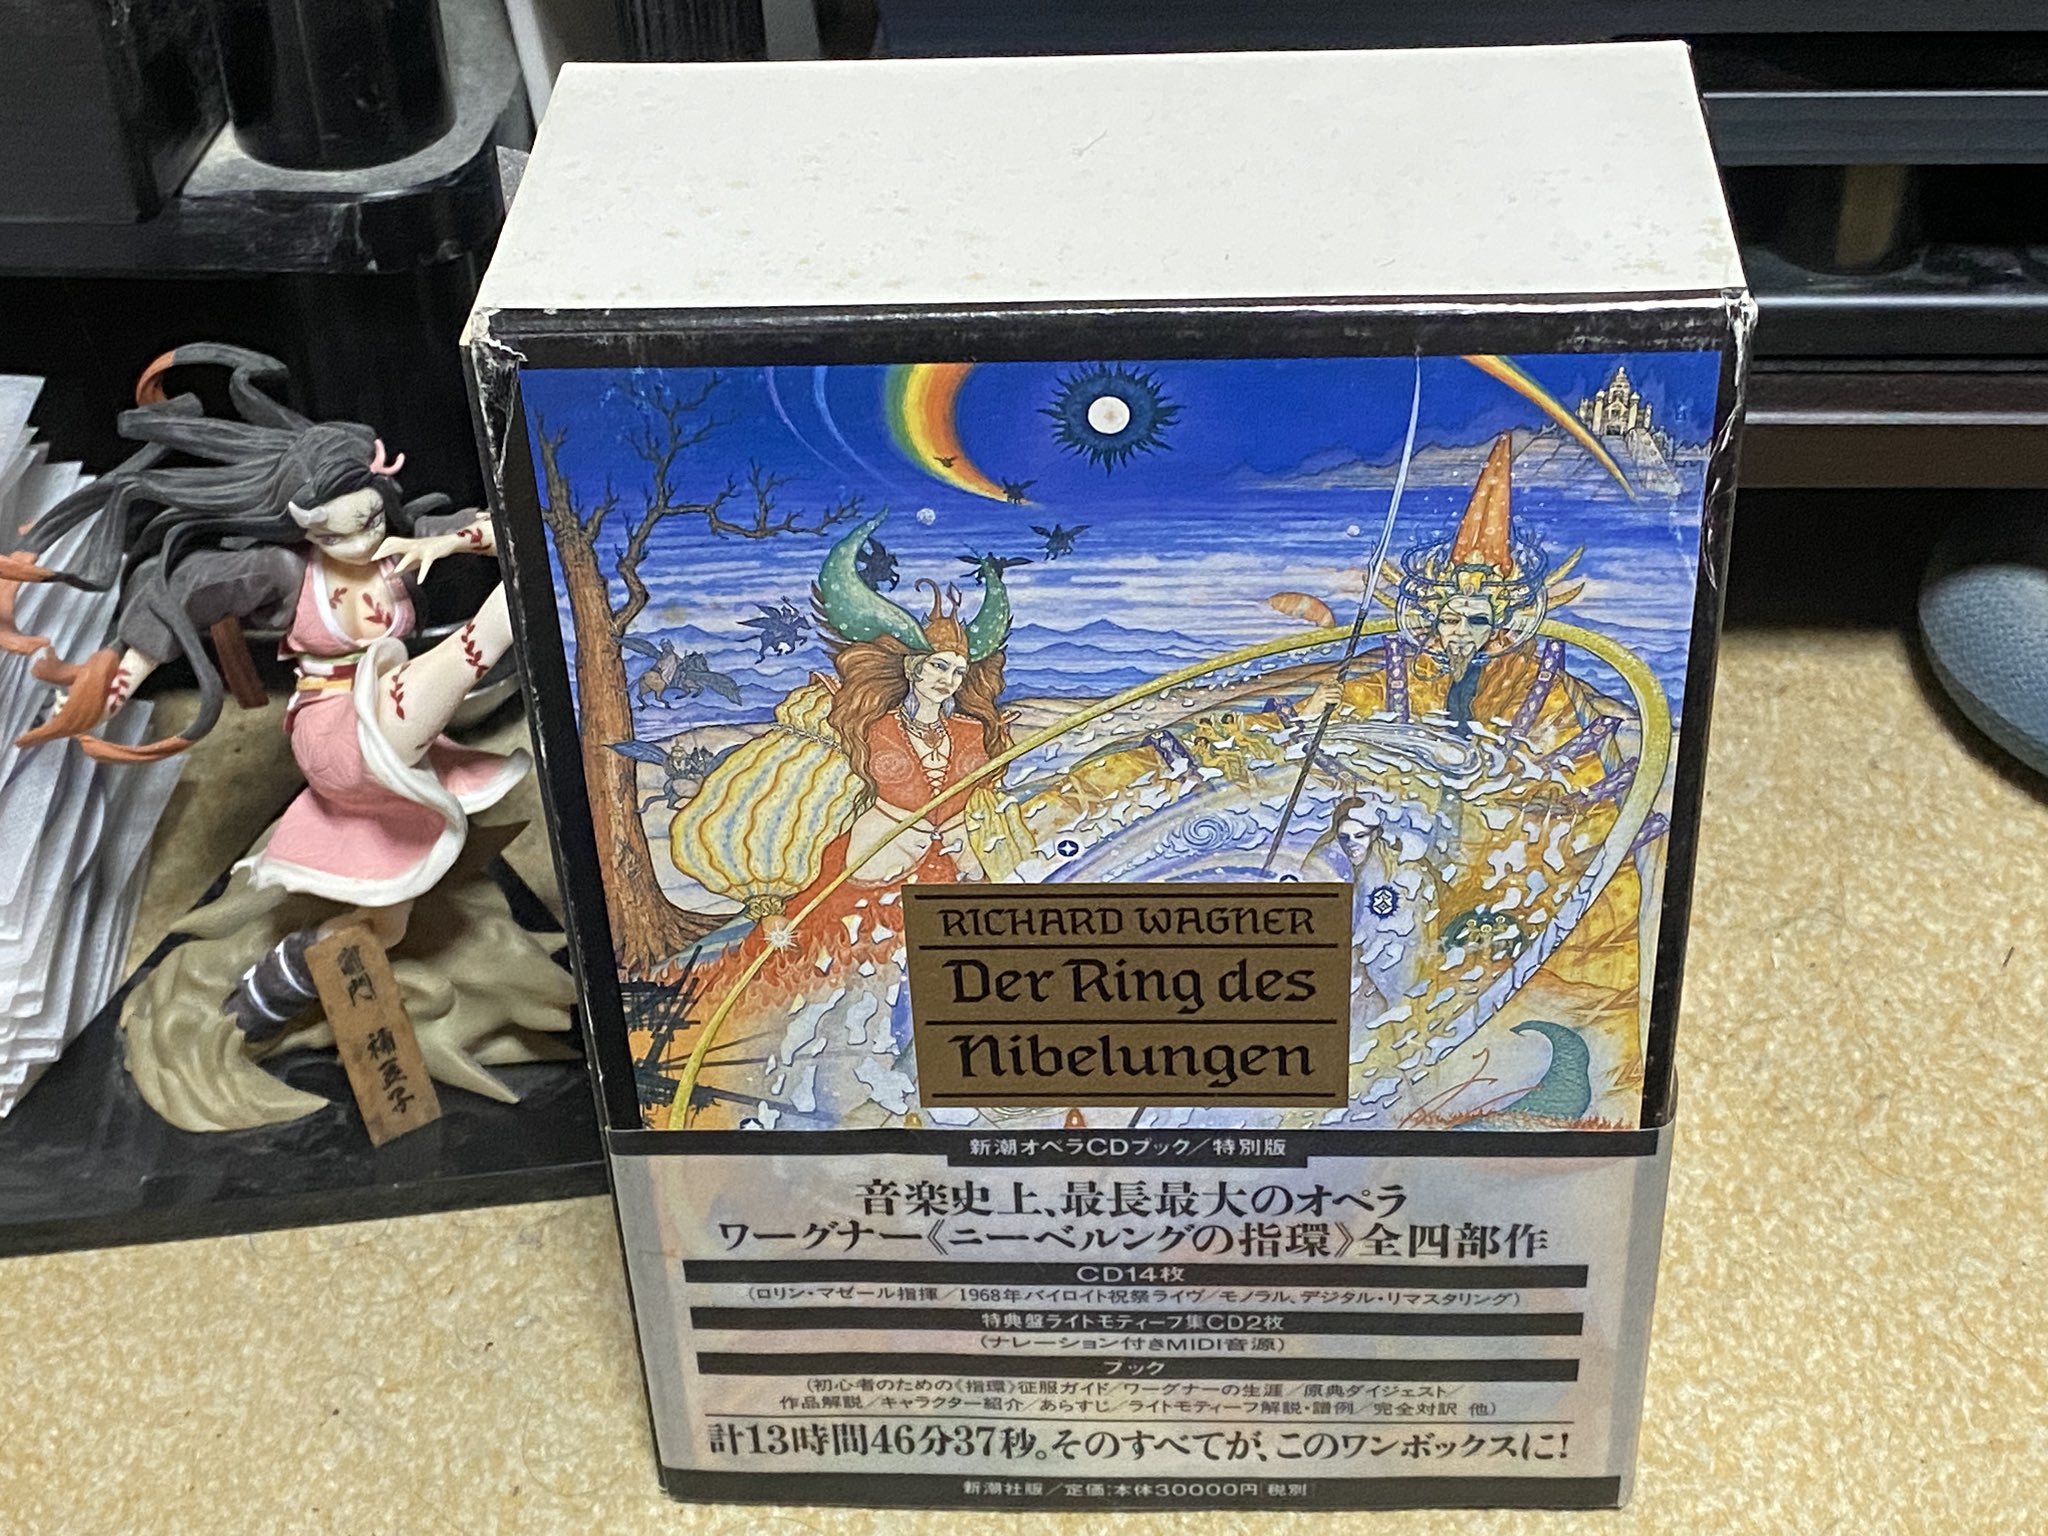 RICHARD WAGNER
Der Ring des
Nibelungen
新潮オペラCDブック／特別版
音楽史上、最長最大のオペラ
ワーグナー《ニーベルングの指環》全四部作
CD14枚
(ロリン・マゼール指揮／1968年バイロイト祝祭ライヴ／モノラル、デジタル・リマスタリング)
特典盤ライトモティーフ集CD2枚
(ナレーション付きMIDI音源)
ブック
(初心者のための《指環》征服ガイド／ワーグナーの生涯／原典ダイジェスト／
作品解説／キャラクター紹介／あらすじ／ライトモティーフ解説・譜例／完全対訳 他)
計13時間46分37秒。そのすべてが、このワンボックスに!
新潮社版／定価:本体30000円[税別]
竈門 禰豆子